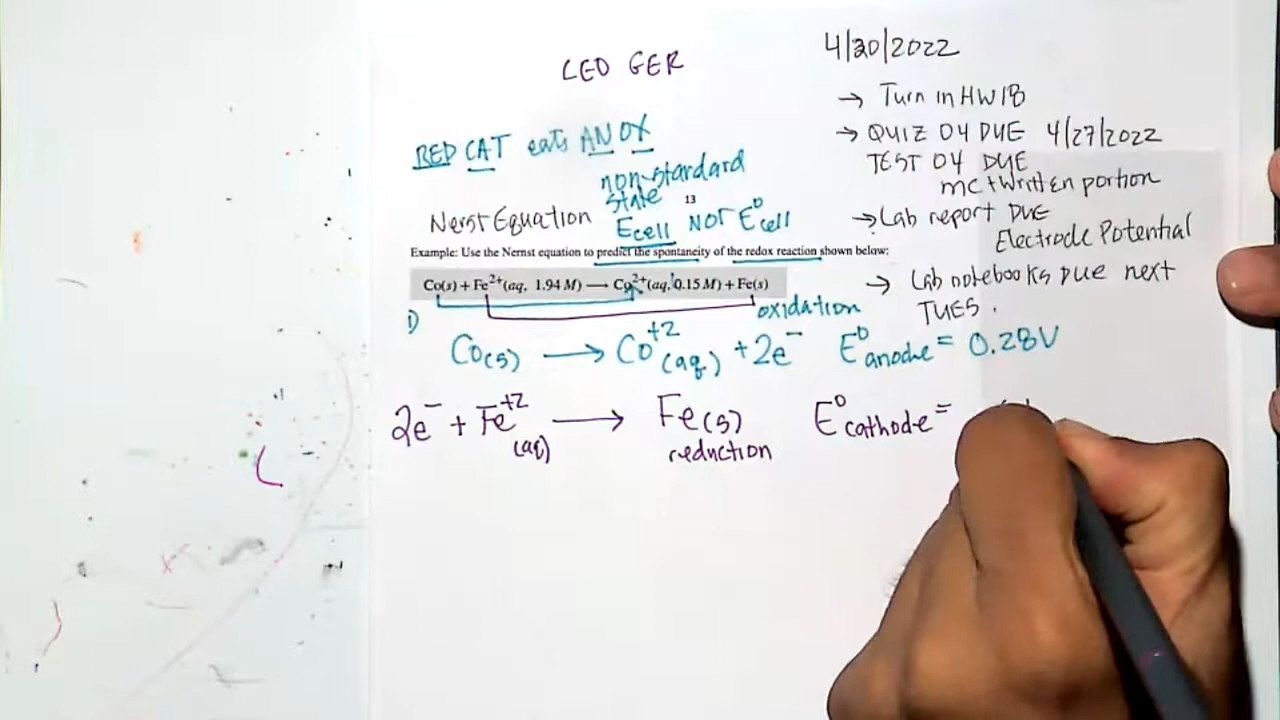 LEO GER
4/20/2022
→ Turn in HW18
RED CAT eats AN OX
→ QUIZ 04 DUE 4/27/2022
TEST 04 DUE
mc + written portion
non-standard
state
13
Nerst Equation Ecell NOT E°cell
→ Lab report DUE
Electrode Potential
Example: Use the Nernst equation to predict the spontaneity of the redox reaction shown below:
Co(s) + Fe²⁺(aq, 1.94 M) ⟶ Co²⁺(aq, 0.15 M) + Fe(s)
→ Lab notebooks DUE next
TUES.
oxidation
1) Co(s) ⟶ Co⁺²(aq) + 2e⁻ E°anode = 0.28V
2e⁻ + Fe⁺²(aq) ⟶ Fe(s) E°cathode =
reduction